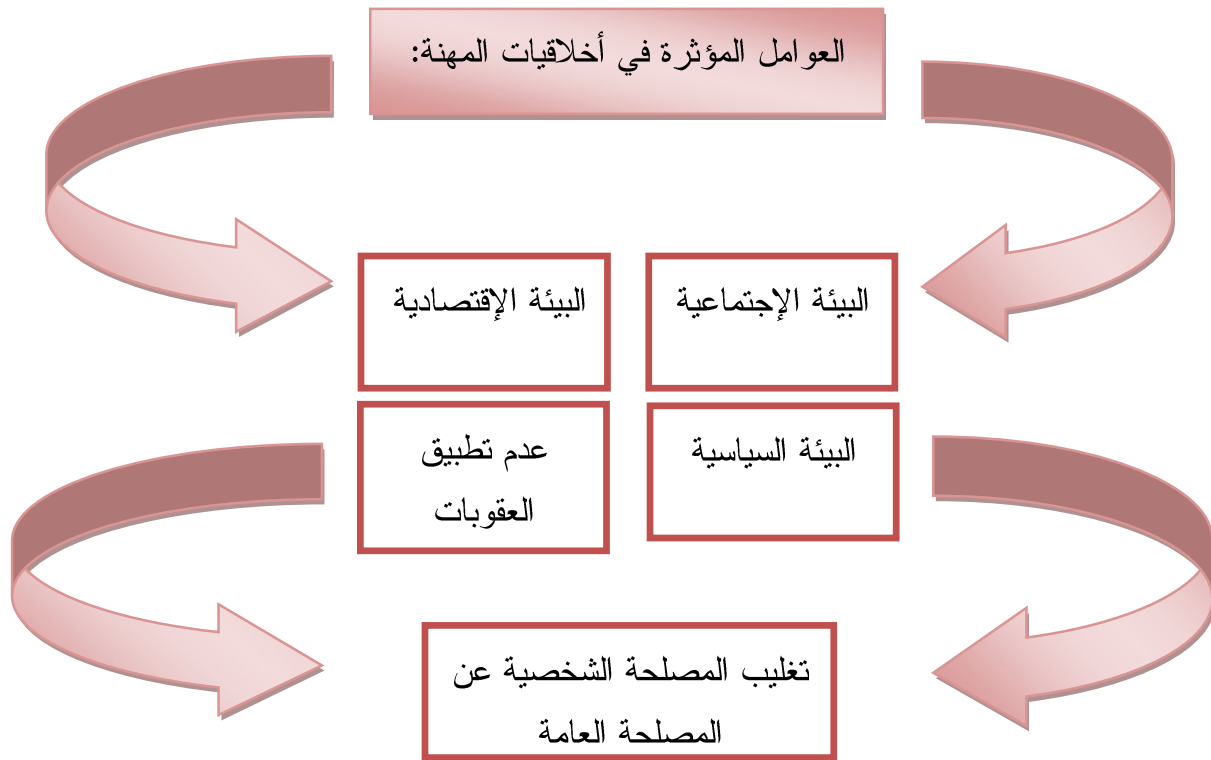 العوامل المؤثرة في أخلاقيات المهنة:
البيئة الإجتماعية
البيئة الإقتصادية
البيئة السياسية
عدم تطبيق
العقوبات
تغليب المصلحة الشخصية عن
المصلحة العامة